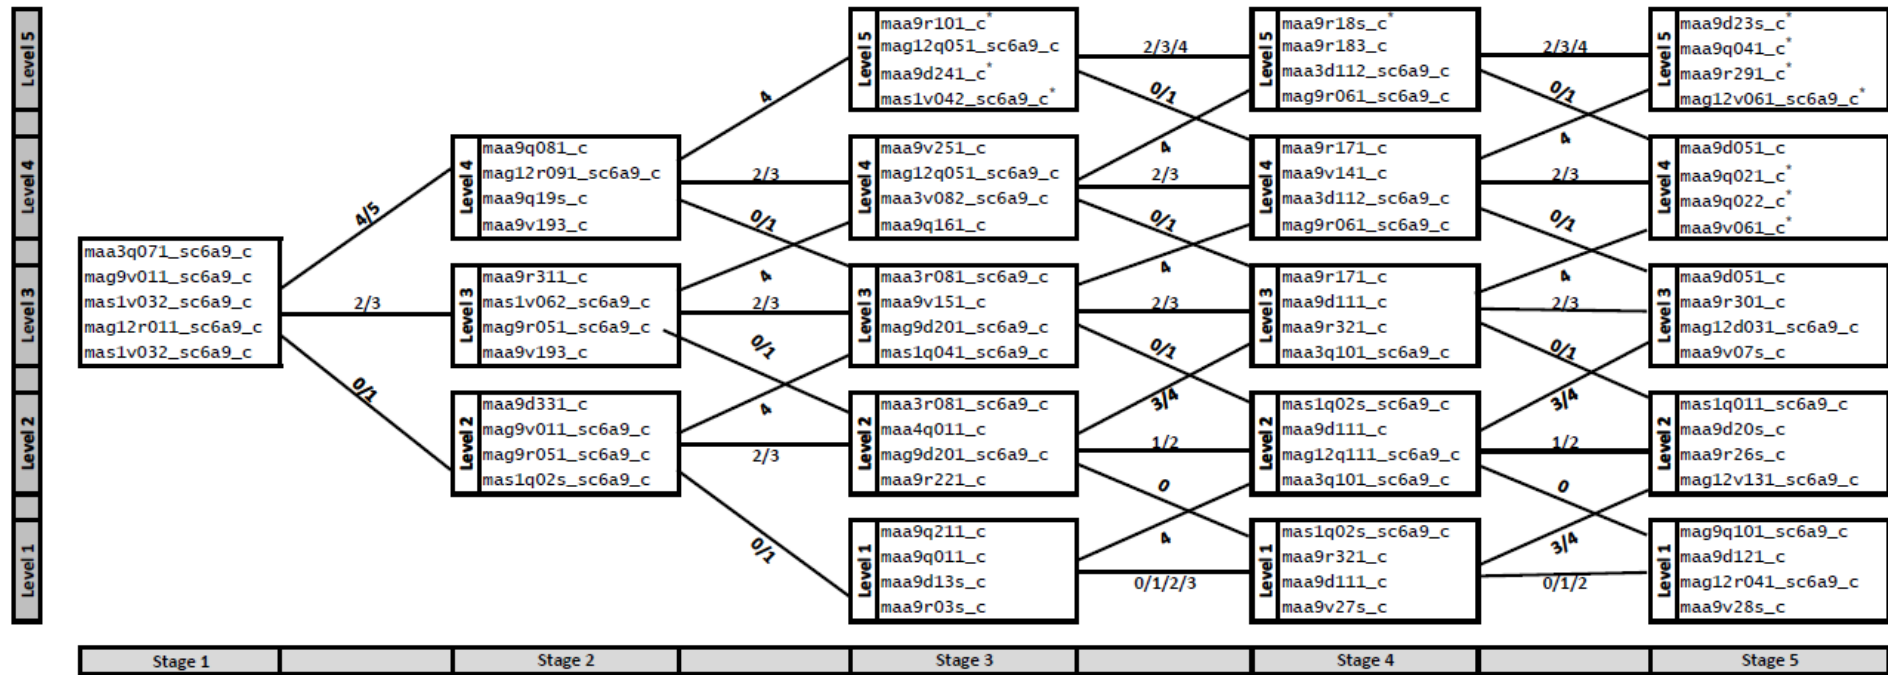 Level 5
Level 4
Level 3
Level 2
Level 1
maa3q071_sc6a9_c
mag9v011_sc6a9_c
mas1v032_sc6a9_c
mag12r011_sc6a9_c
mas1v032_sc6a9_c
4/5
2/3
0/1
Level 4
maa9q081_c
mag12r091_sc6a9_c
maa9q19s_c
maa9v193_c
Level 3
maa9r311_c
mas1v062_sc6a9_c
mag9r051_sc6a9_c
maa9v193_c
Level 2
maa9d331_c
mag9v011_sc6a9_c
mag9r051_sc6a9_c
mas1q02s_sc6a9_c
4
2/3
0/1
4
2/3
0/1
4
2/3
0/1
Level 5
maa9r101_c*
mag12q051_sc6a9_c
maa9d241_c*
mas1v042_sc6a9_c*
Level 4
maa9v251_c
mag12q051_sc6a9_c
maa3v082_sc6a9_c
maa9q161_c
Level 3
maa3r081_sc6a9_c
maa9v151_c
mag9d201_sc6a9_c
mas1q041_sc6a9_c
Level 2
maa3r081_sc6a9_c
maa4q011_c
mag9d201_sc6a9_c
maa9r221_c
Level 1
maa9q211_c
maa9q011_c
maa9d13s_c
maa9r03s_c
2/3/4
0/1
4
2/3
0/1
4
2/3
0/1
3/4
1/2
0
4
0/1/2/3
Level 5
maa9r18s_c*
maa9r183_c
maa3d112_sc6a9_c
mag9r061_sc6a9_c
Level 4
maa9r171_c
maa9v141_c
maa3d112_sc6a9_c
mag9r061_sc6a9_c
Level 3
maa9r171_c
maa9d111_c
maa9r321_c
maa3q101_sc6a9_c
Level 2
mas1q02s_sc6a9_c
maa9d111_c
mag12q111_sc6a9_c
maa3q101_sc6a9_c
Level 1
mas1q02s_sc6a9_c
maa9r321_c
maa9d111_c
maa9v27s_c
2/3/4
0/1
4
2/3
0/1
4
2/3
0/1
3/4
1/2
0
3/4
0/1/2
Level 5
maa9d23s_c*
maa9q041_c*
maa9r291_c*
mag12v061_sc6a9_c*
Level 4
maa9d051_c
maa9q021_c*
maa9q022_c*
maa9v061_c*
Level 3
maa9d051_c
maa9r301_c
mag12d031_sc6a9_c
maa9v07s_c
Level 2
mas1q011_sc6a9_c
maa9d20s_c
maa9r26s_c
mag12v131_sc6a9_c
Level 1
mag9q101_sc6a9_c
maa9d121_c
mag12r041_sc6a9_c
maa9v28s_c
Stage 1
Stage 2
Stage 3
Stage 4
Stage 5